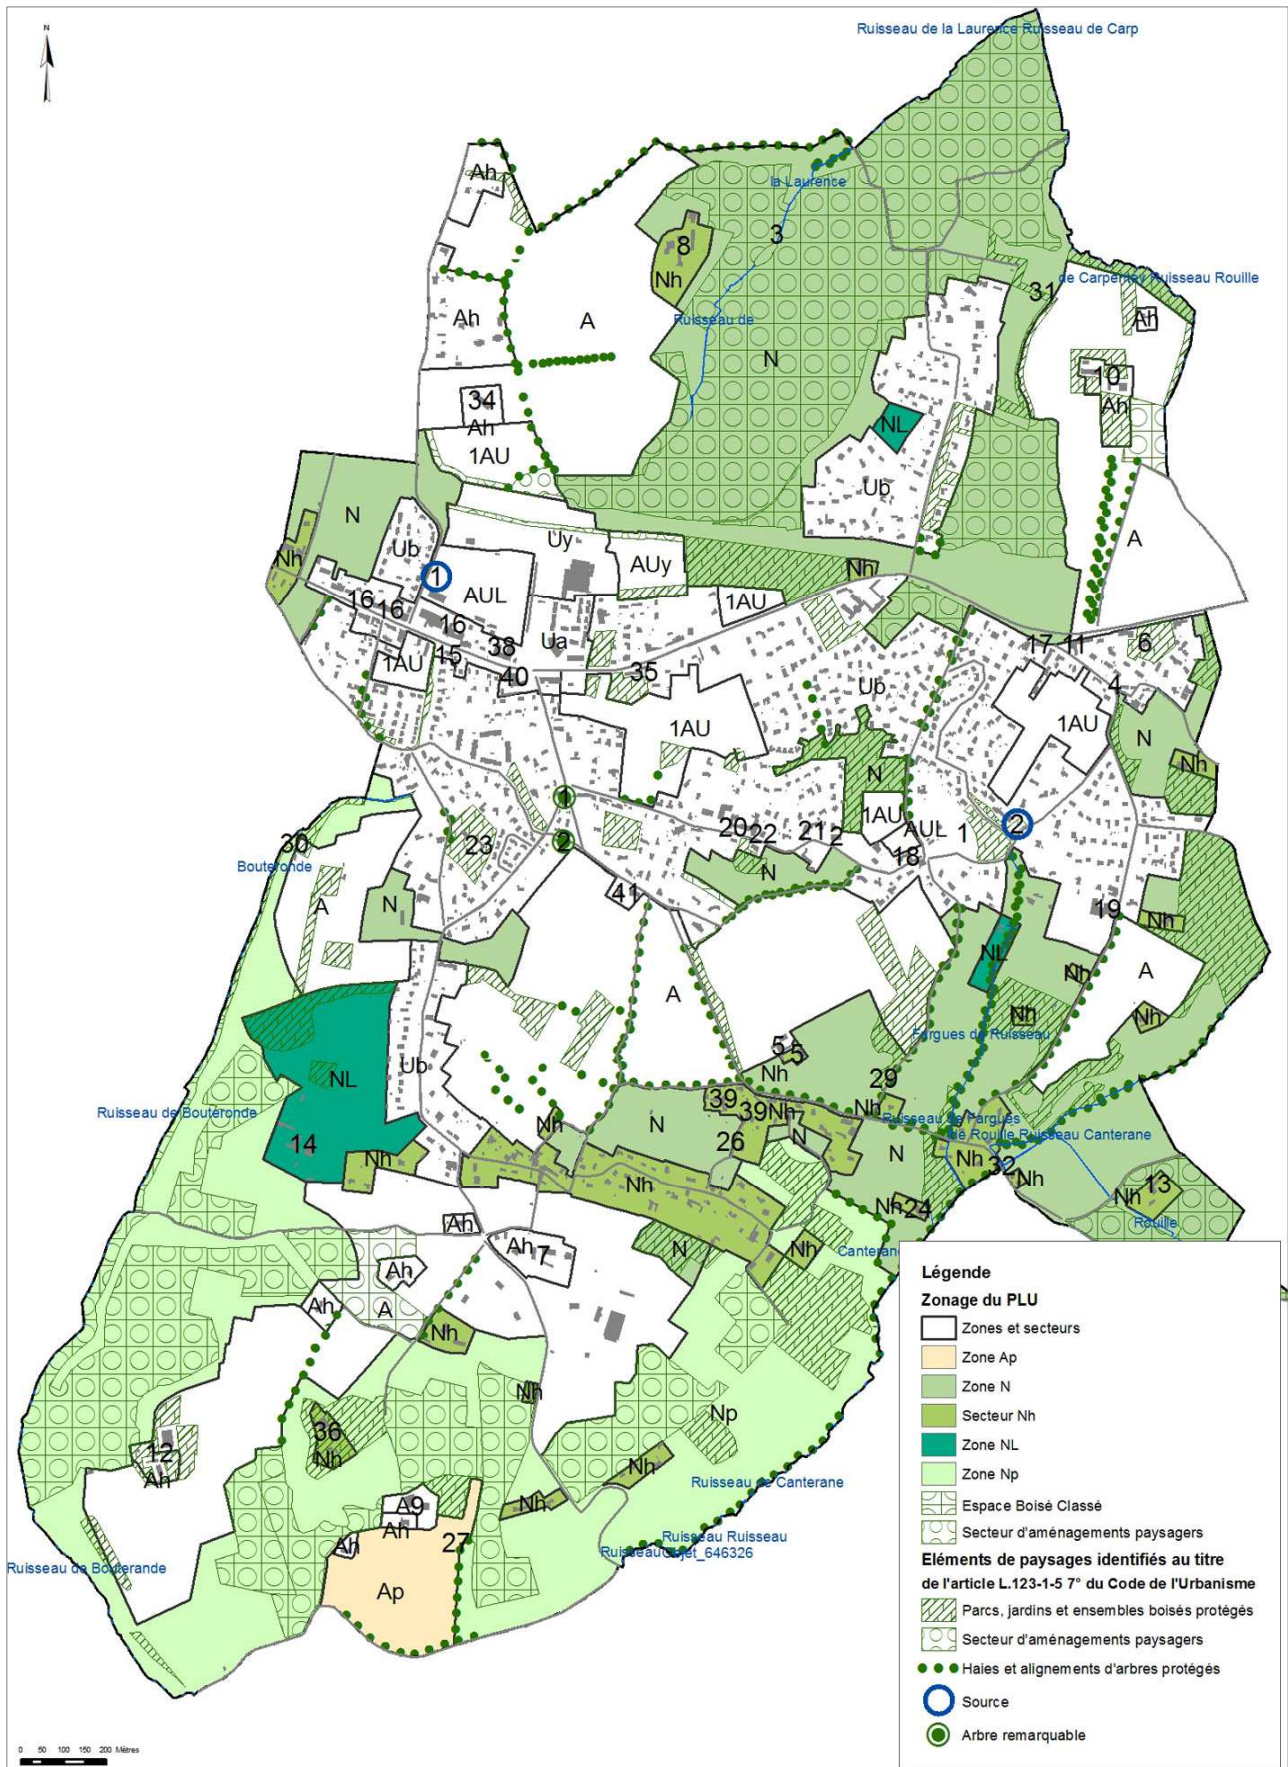 N
Ruisseau de la Laurence Ruisseau de Carp
Ah
la Laurence
3
8
Nh
de Carpentey Ruisseau Rouille
31
Ah
A
Ruisseau de
Ah
N
10
Ah
34
Ah
NL
1AU
Ub
N
Ub
Uy
A
Nh
AUy
Nh
1
AUL
1AU
16
16
16
Ua
38
17
11
6
1AU
15
40
35
Ub
4
1AU
1AU
N
N
Nh
1
1AU
20
22
21
2
AUL
1
2
30
23
2
18
Bouteronde
N
A
N
41
19
Nh
NL
A
Nh
A
Nh
Nh
5
5
Fargues de Ruisseau
NL
Ub
Nh
29
Ruisseau de Bouteronde
39
39
Nh
Nh
Ruisseau de Fargues
Nh
N
7
N
de Rouille Ruisseau Canterane
14
26
N
Nh
Nh
32
Nh
Nh
13
Nh
Nh
24
Ah
Rouille
Ah
7
N
Nh
Canterane
Ah
Ah
A
Nh
Nh
Np
36
Nh
12
Ah
Nh
Ruisseau de Canterane
Nh
A9
Ah
27
Ruisseau Ruisseau
Ah
Ruisseau Objet_646326
Ruisseau de Bouterande
Ap
Légende
Zonage du PLU
Zones et secteurs
Zone Ap
Zone N
Secteur Nh
Zone NL
Zone Np
Espace Boisé Classé
Secteur d'aménagements paysagers
Eléments de paysages identifiés au titre
de l'article L.123-1-5 7° du Code de l'Urbanisme
Parcs, jardins et ensembles boisés protégés
Secteur d'aménagements paysagers
Haies et alignements d'arbres protégés
Source
Arbre remarquable
0 50 100 150 200 Mètres